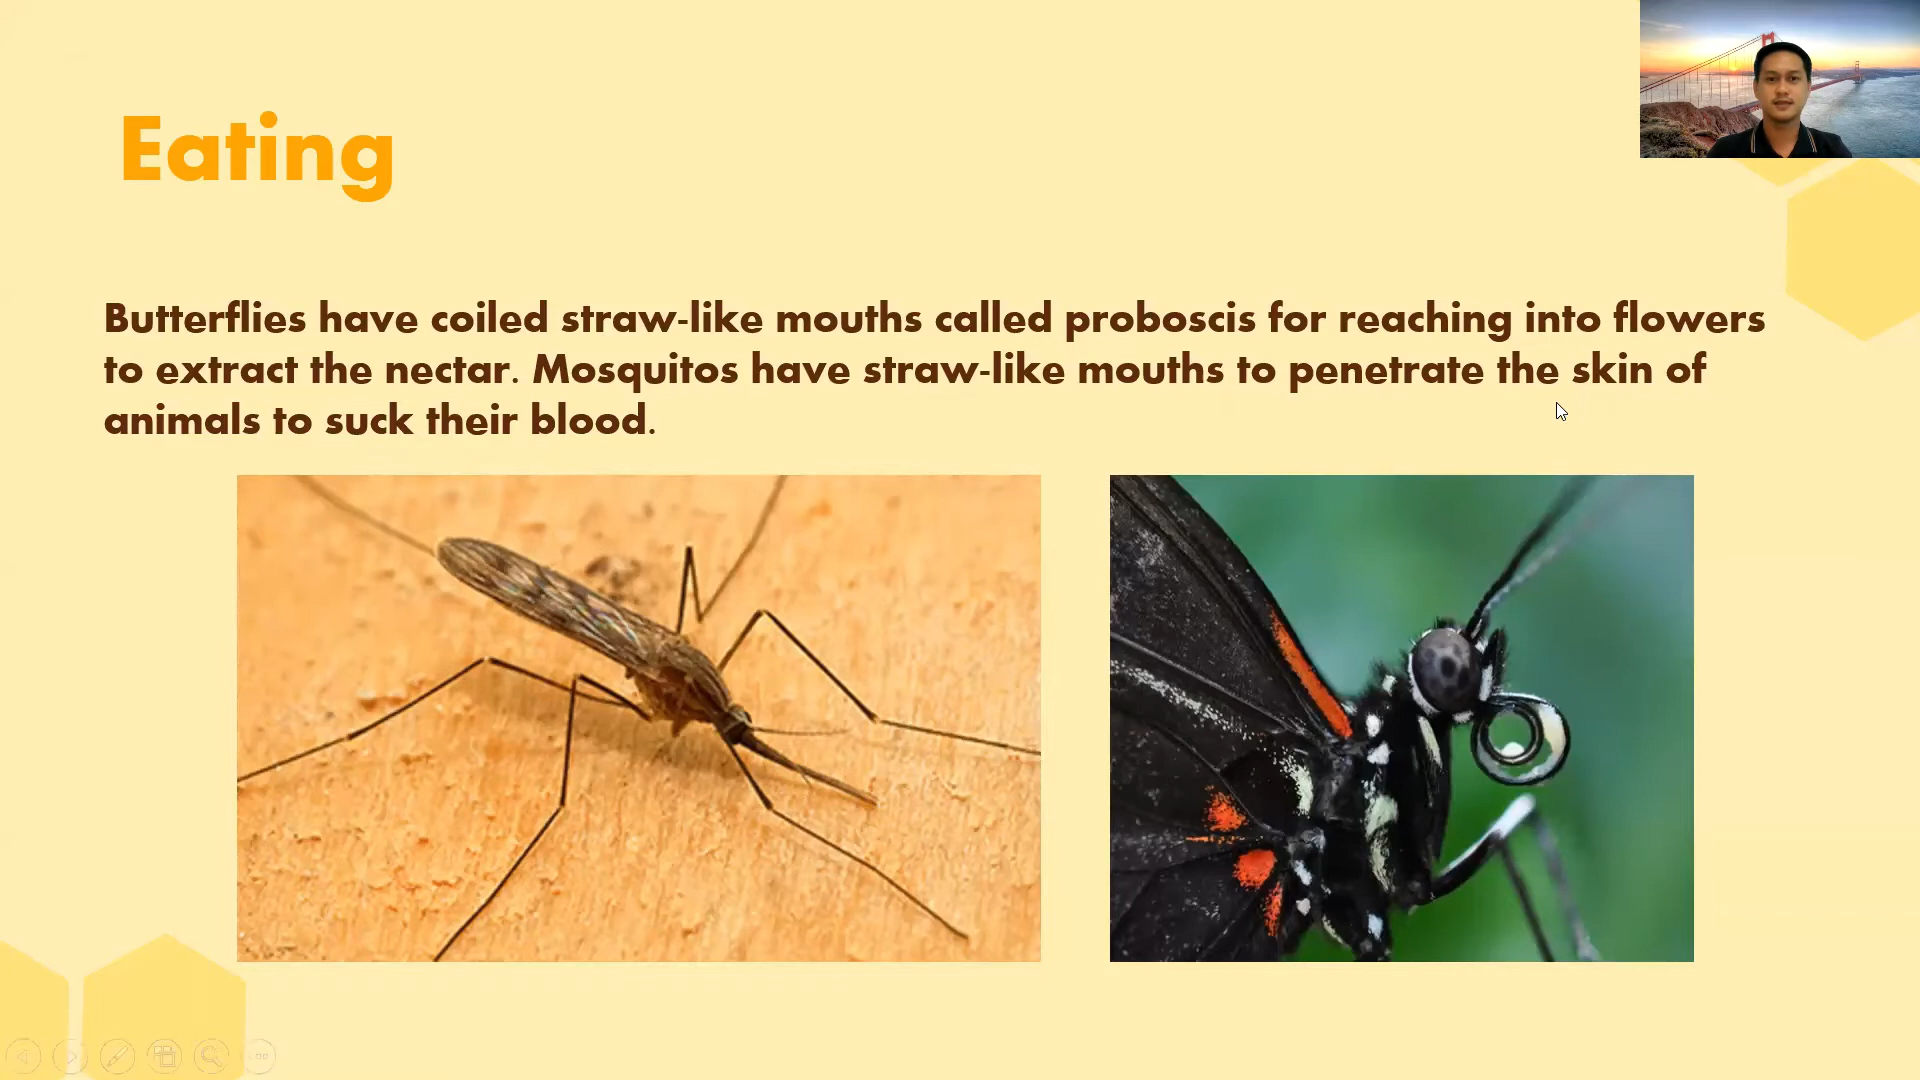 Eating
Butterflies have coiled straw-like mouths called proboscis for reaching into flowers
to extract the nectar. Mosquitos have straw-like mouths to penetrate the skin of
animals to suck their blood.